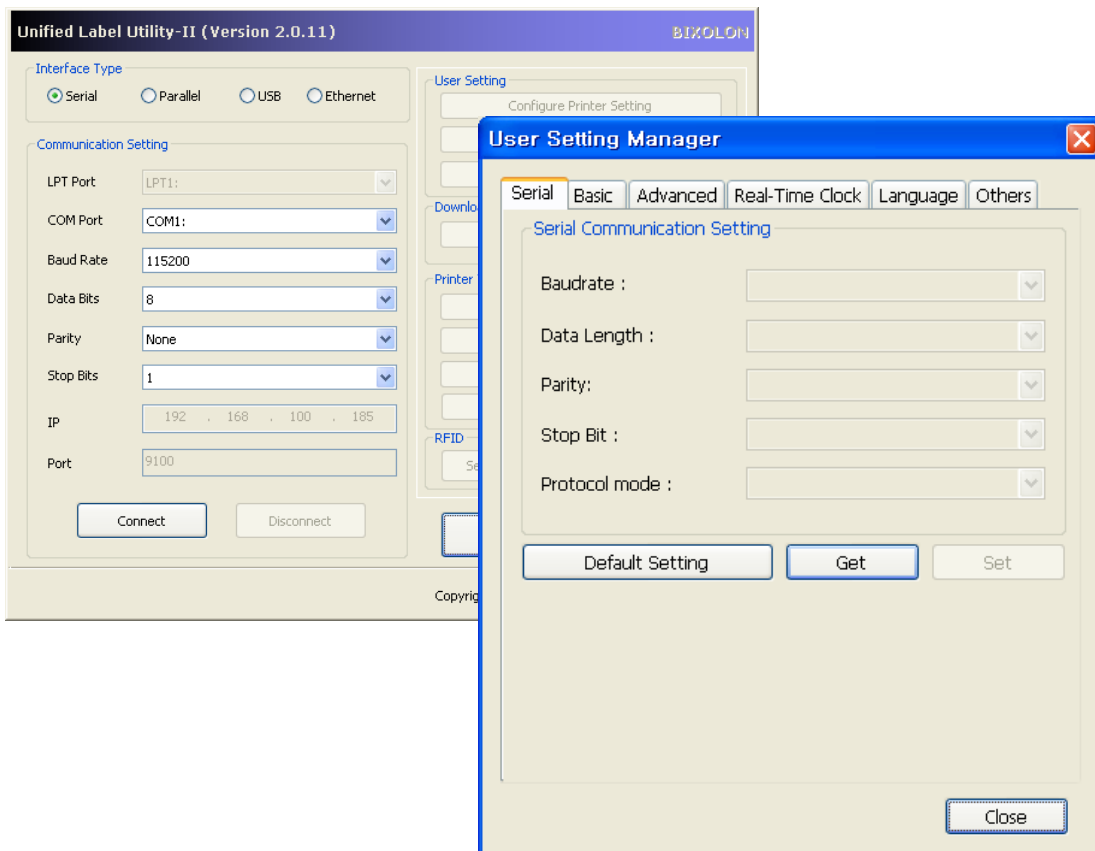 Unified Label Utility-II (Version 2.0.11)
BIXOLON
Interface Type
Serial
Parallel
USB
Ethernet
Communication Setting
LPT Port
LPT1:
COM Port
COM1:
Baud Rate
115200
Data Bits
8
Parity
None
Stop Bits
1
IP
192 . 168 . 100 . 185
Port
9100
Connect
Disconnect
User Setting
Configure Printer Setting
Printer
RFID
User Setting Manager
Serial
Basic
Advanced
Real-Time Clock
Language
Others
Serial Communication Setting
Baudrate :
Data Length :
Parity:
Stop Bit :
Protocol mode :
Default Setting
Get
Set
Close